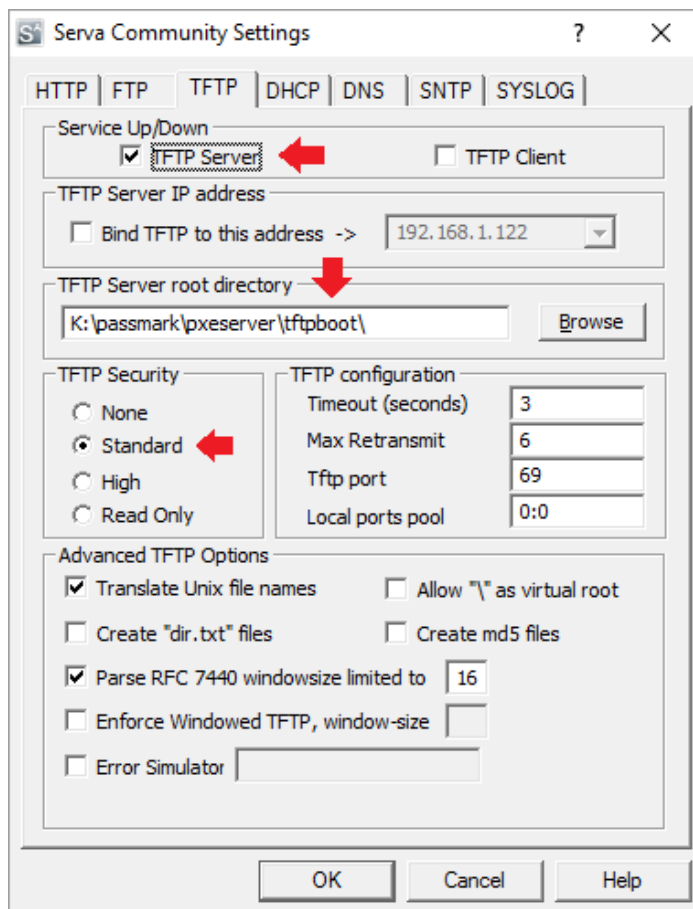 Serva Community Settings ? X
HTTP FTP TFTP DHCP DNS SNTP SYSLOG
Service Up/Down
TFTP Server TFTP Client
TFTP Server IP address
Bind TFTP to this address -> 192.168.1.122
TFTP Server root directory
K:\passmark\pxeserver\tftpboot\ Browse
TFTP Security
None
Standard
High
Read Only
TFTP configuration
Timeout (seconds) 3
Max Retransmit 6
Tftp port 69
Local ports pool 0:0
Advanced TFTP Options
Translate Unix file names Allow "\" as virtual root
Create "dir.txt" files Create md5 files
Parse RFC 7440 windowsize limited to 16
Enforce Windowed TFTP, window-size
Error Simulator
OK Cancel Help